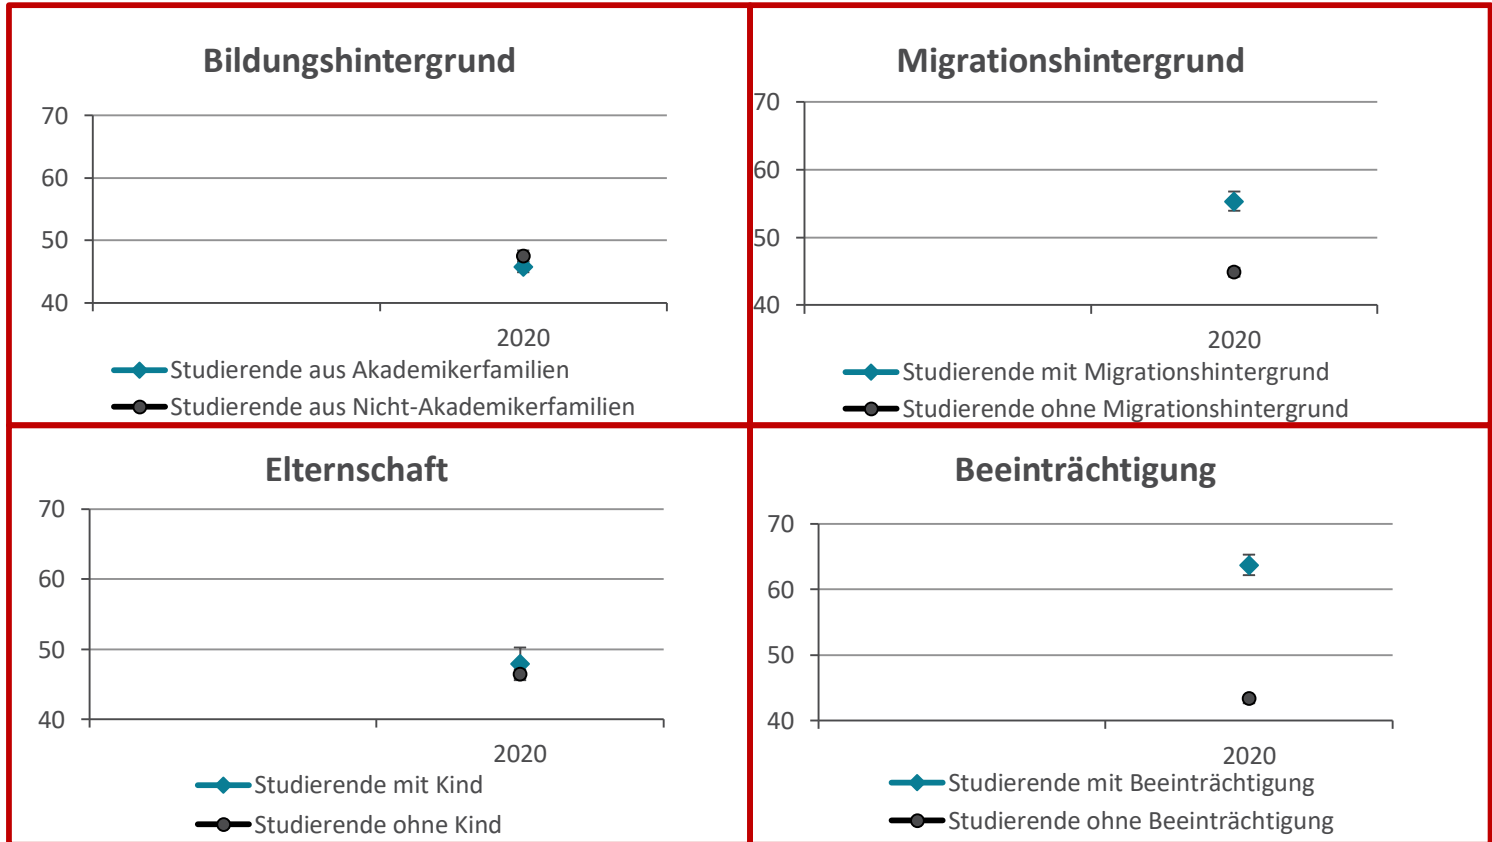 Bildungshintergrund
70
60
50
40
2020
Studierende aus Akademikerfamilien
Studierende aus Nicht-Akademikerfamilien
Migrationshintergrund
70
60
50
40
2020
Studierende mit Migrationshintergrund
Studierende ohne Migrationshintergrund
Elternschaft
70
60
50
40
2020
Studierende mit Kind
Studierende ohne Kind
Beeinträchtigung
70
60
50
40
2020
Studierende mit Beeinträchtigung
Studierende ohne Beeinträchtigung